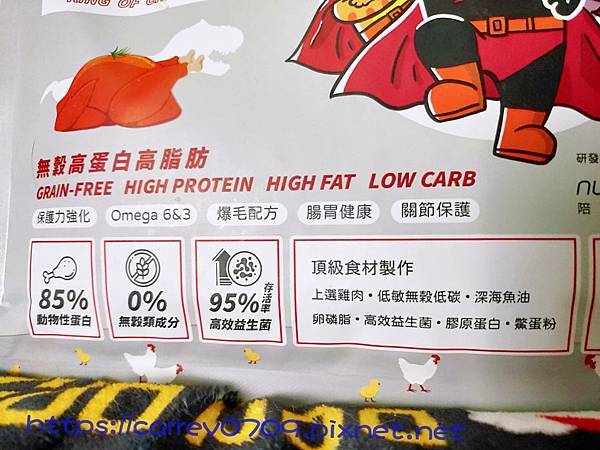 KING OF
無穀高蛋白高脂肪
GRAIN-FREE HIGH PROTEIN HIGH FAT LOW CARB
研發
nu
陪
保護力強化 Omega 6&3 爆毛配方 腸胃健康 關節保護
85%
動物性蛋白
0%
無穀類成分
10
95% 存活率
高效益生菌
頂級食材製作
上選雞肉・低敏無穀低碳・深海魚油
卵磷脂・高效益生菌・膠原蛋白・鱉蛋粉
https://carrey0709.pixnet.net